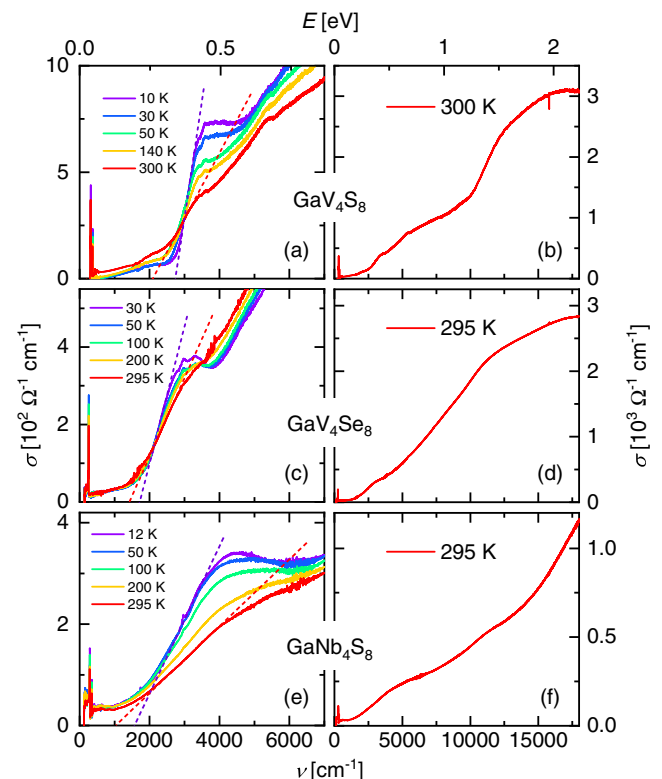 E [eV]
0.0 0.5 0 1 2
10 K
30 K
50 K
140 K
300 K
300 K
10
5
0
3
2
1
0
GaV₄S₈
(a) (b)
30 K
50 K
100 K
200 K
295 K
295 K
4
2
0
3
2
1
0
σ [10² Ω⁻¹ cm⁻¹]
σ [10³ Ω⁻¹ cm⁻¹]
GaV₄Se₈
(c) (d)
12 K
50 K
100 K
200 K
295 K
295 K
4
2
0
1.0
0.5
0.0
GaNb₄S₈
(e) (f)
0 2000 4000 6000 0 5000 10000 15000
ν [cm⁻¹] ν [cm⁻¹]